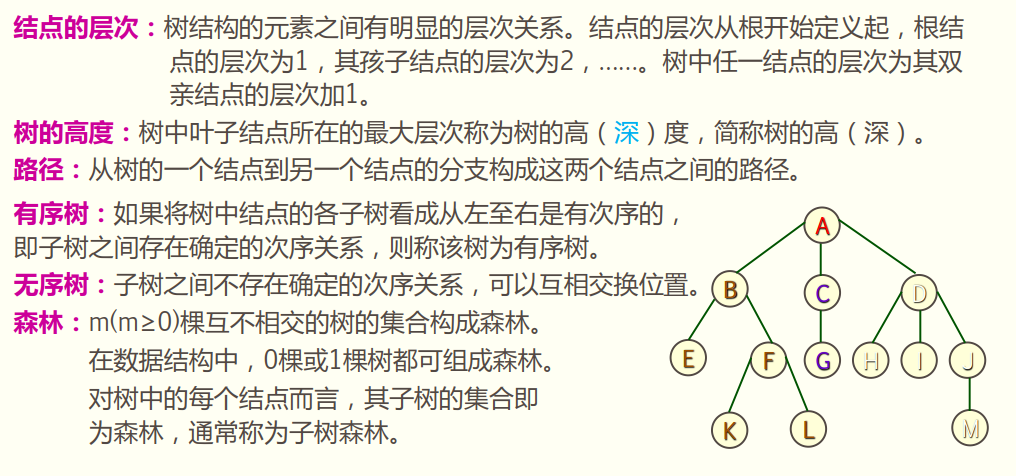 结点的层次：树结构的元素之间有明显的层次关系。结点的层次从根开始定义起，根结
点的层次为1，其孩子结点的层次为2，……。树中任一结点的层次为其双
亲结点的层次加1。
树的高度：树中叶子结点所在的最大层次称为树的高（深）度，简称树的高（深）。
路径：从树的一个结点到另一个结点的分支构成这两个结点之间的路径。
有序树：如果将树中结点的各子树看成从左至右是有次序的，
即子树之间存在确定的次序关系，则称该树为有序树。
无序树：子树之间不存在确定的次序关系，可以互相交换位置。
森林：m(m≥0)棵互不相交的树的集合构成森林。
在数据结构中，0棵或1棵树都可组成森林。
对树中的每个结点而言，其子树的集合即
为森林，通常称为子树森林。
A
B C D
E F G H I J
K L M